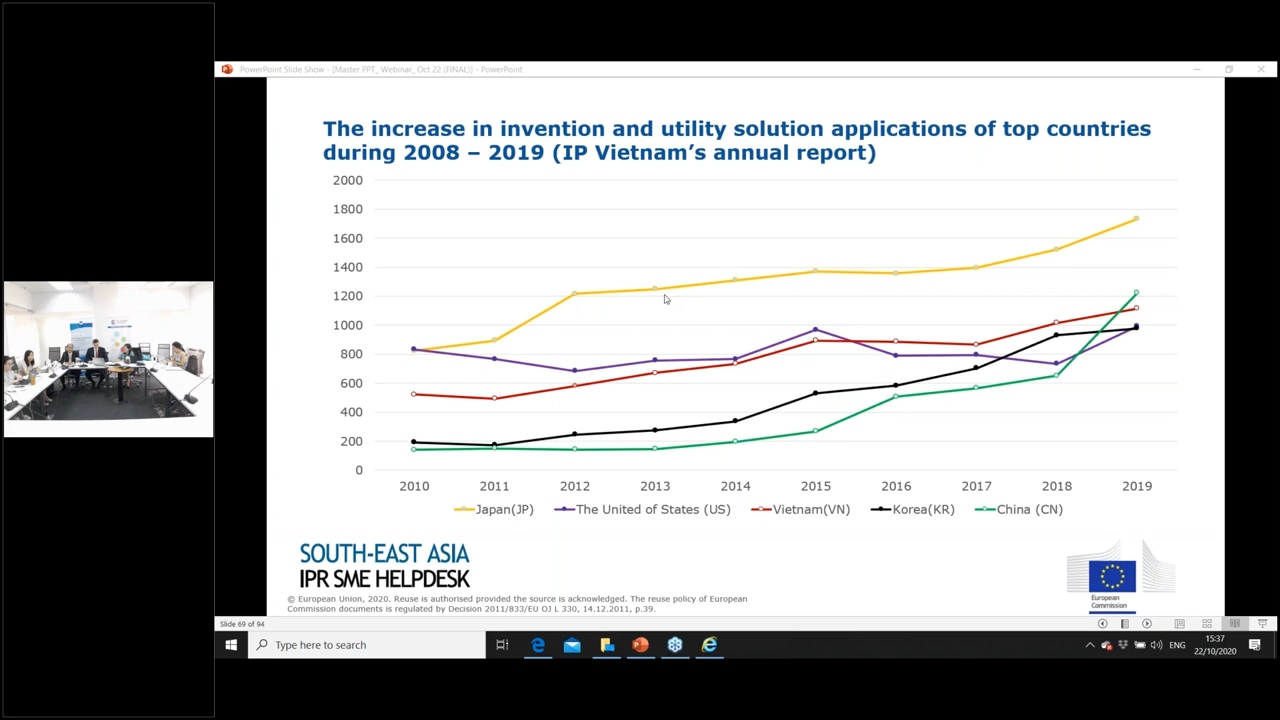 PowerPoint Slide Show - [Master PPT_ Webinar_ Oct 22 (FINAL)] - PowerPoint
The increase in invention and utility solution applications of top countries
during 2008 – 2019 (IP Vietnam's annual report)
2000
1800
1600
1400
1200
1000
800
600
400
200
0
2010 2011 2012 2013 2014 2015 2016 2017 2018 2019
Japan(JP) The United of States (US) Vietnam(VN) Korea(KR) China (CN)
SOUTH-EAST ASIA
IPR SME HELPDESK
© European Union, 2020. Reuse is authorised provided the source is acknowledged. The reuse policy of European
Commission documents is regulated by Decision 2011/833/EU OJ L 330, 14.12.2011, p.39.
European
Commission
Slide 69 of 94
Type here to search
ENG
15:37
22/10/2020